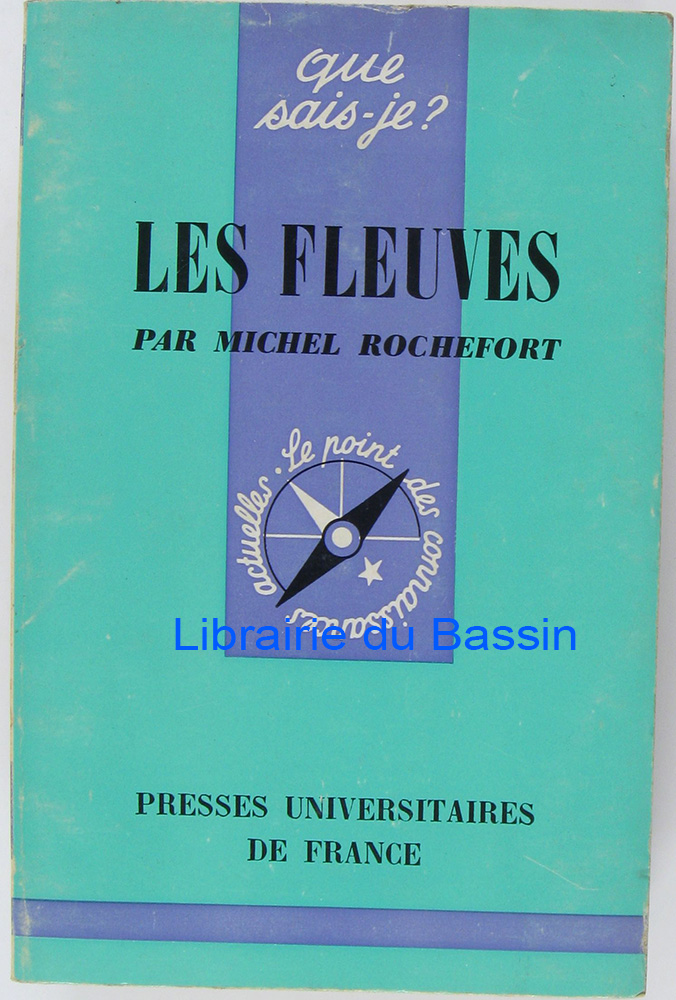 que
sais-je?
LES FLEUVES
PAR MICHEL ROCHEFORT
Le point des connaissances actuelles.
Librairie du Bassin
PRESSES UNIVERSITAIRES
DE FRANCE